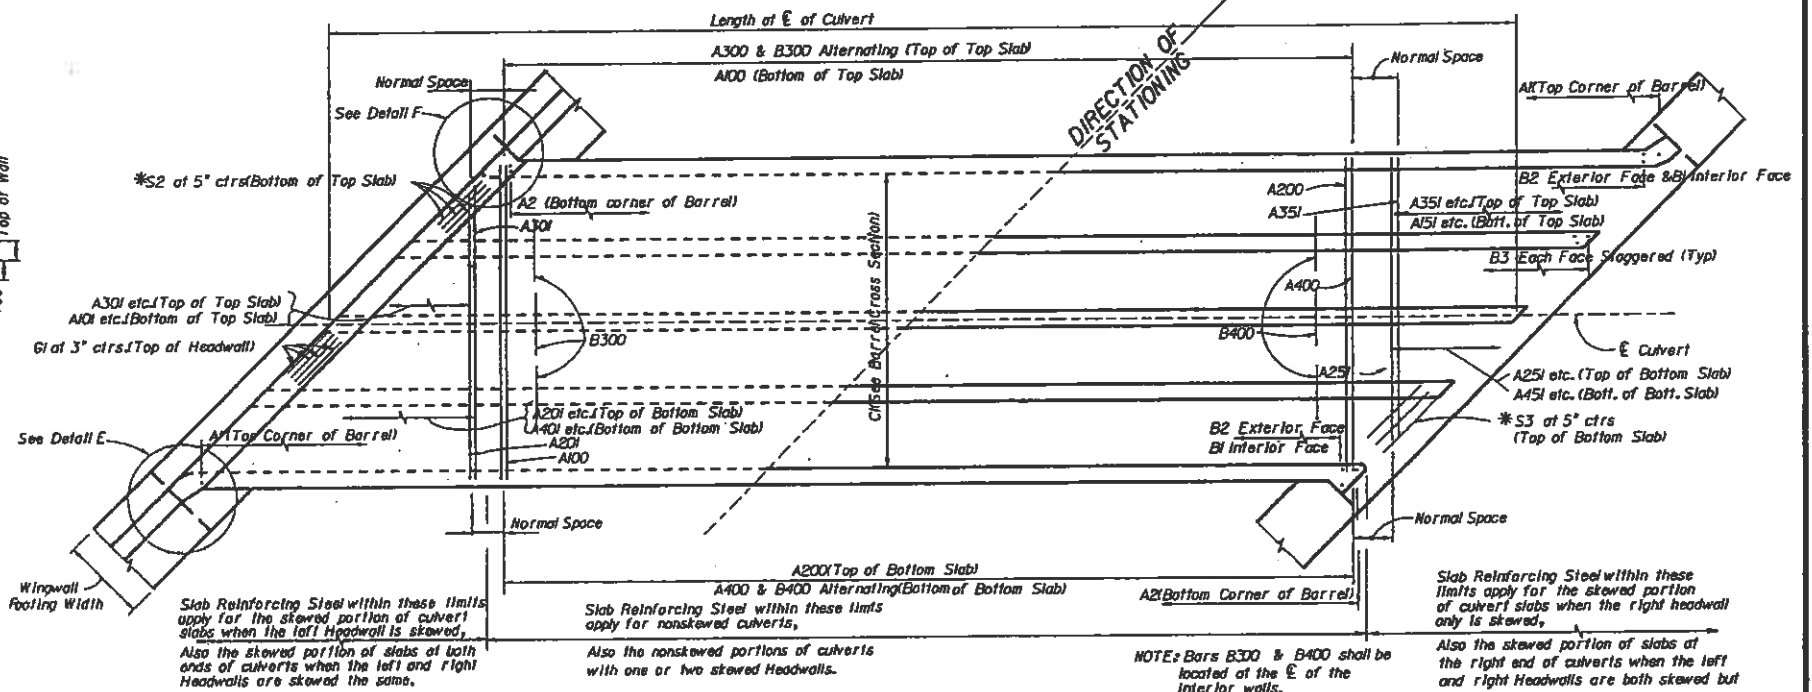 Length at ℄ of Culvert
A300 & B300 Alternating (Top of Top Slab)
A100 (Bottom of Top Slab)
DIRECTION OF
STATIONING
Normal Space
Normal Space
See Detail F
A1(Top Corner of Barrel)
Top of Wall
*S2 at 5" ctrs(Bottom of Top Slab)
A2 (Bottom corner of Barrel)
A301
A200
A351
B2 Exterior Face & B1 Interior Face
A351 etc.(Top of Top Slab)
A151 etc.(Bott. of Top Slab)
C1(See Barrel Cross Section)
B3 Each Face Staggered (Typ)
A301 etc.(Top of Top Slab)
A101 etc.(Bottom of Top Slab)
A400
G1 at 3" ctrs.(Top of Headwall)
B300
B400
℄ Culvert
A251
A251 etc.(Top of Bottom Slab)
A451 etc.(Bott. of Bott. Slab)
A201 etc.(Top of Bottom Slab)
A401 etc.(Bottom of Bottom Slab)
*S3 at 5" ctrs
(Top of Bottom Slab)
See Detail E
A1(Top Corner of Barrel)
A201
A100
B2 Exterior Face
B1 Interior Face
Normal Space
Normal Space
A200(Top of Bottom Slab)
A400 & B400 Alternating(Bottom of Bottom Slab)
A2(Bottom Corner of Barrel)
Wingwall
Footing Width
Slab Reinforcing Steel within these limits
apply for the skewed portion of culvert
slabs when the left Headwall is skewed,
Also the skewed portion of slabs at both
ends of culverts when the left and right
Headwalls are skewed the same.
Slab Reinforcing Steel within these limits
apply for nonskewed culverts,
Also the nonskewed portions of culverts
with one or two skewed Headwalls.
NOTE: Bars B300 & B400 shall be
located at the ℄ of the
interior walls.
Slab Reinforcing Steel within these
limits apply for the skewed portion
of culvert slabs when the right headwall
only is skewed,
Also the skewed portion of slabs at
the right end of culverts when the left
and right Headwalls are both skewed but